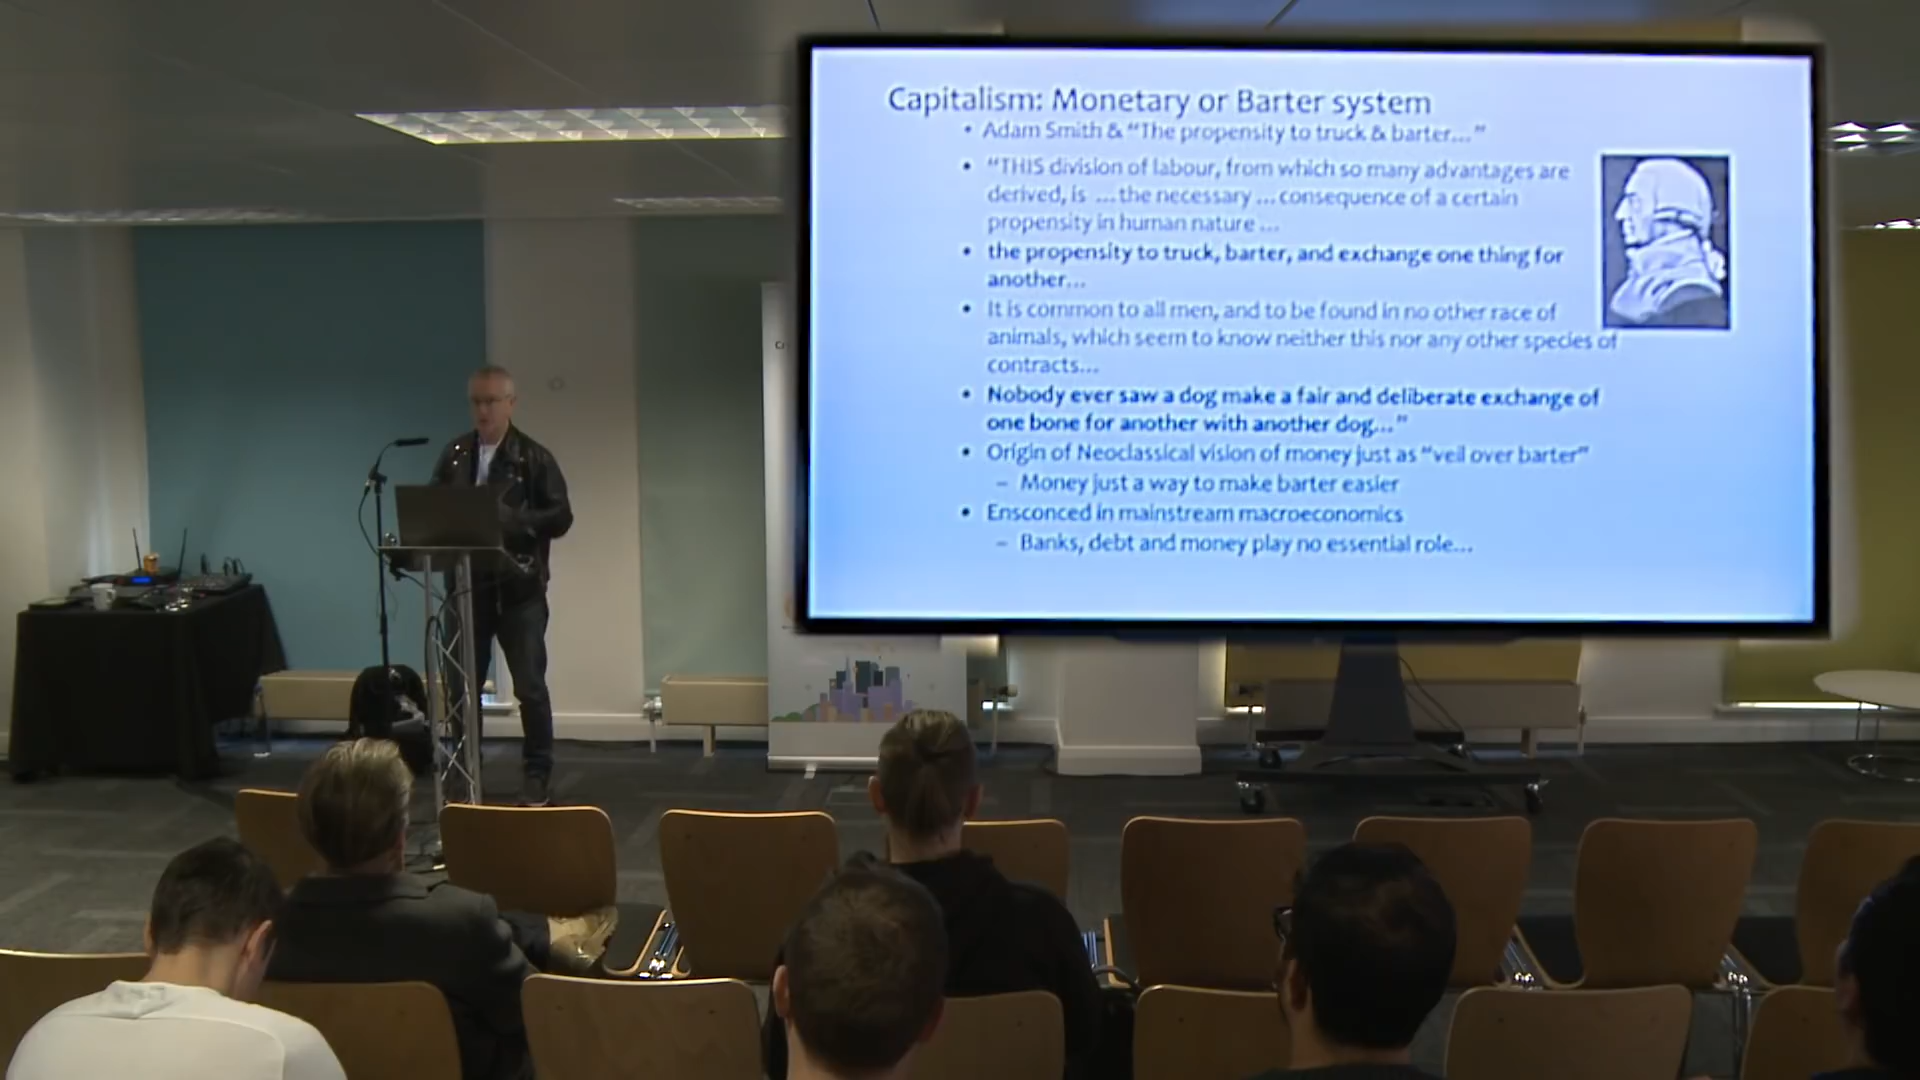 Capitalism: Monetary or Barter system
• Adam Smith & “The propensity to truck & barter...”
• “THIS division of labour, from which so many advantages are
derived, is ...the necessary ... consequence of a certain
propensity in human nature ...
• the propensity to truck, barter, and exchange one thing for
another...
• It is common to all men, and to be found in no other race of
animals, which seem to know neither this nor any other species of
contracts...
• Nobody ever saw a dog make a fair and deliberate exchange of
one bone for another with another dog...”
• Origin of Neoclassical vision of money just as “veil over barter”
– Money just a way to make barter easier
• Ensconced in mainstream macroeconomics
– Banks, debt and money play no essential role...